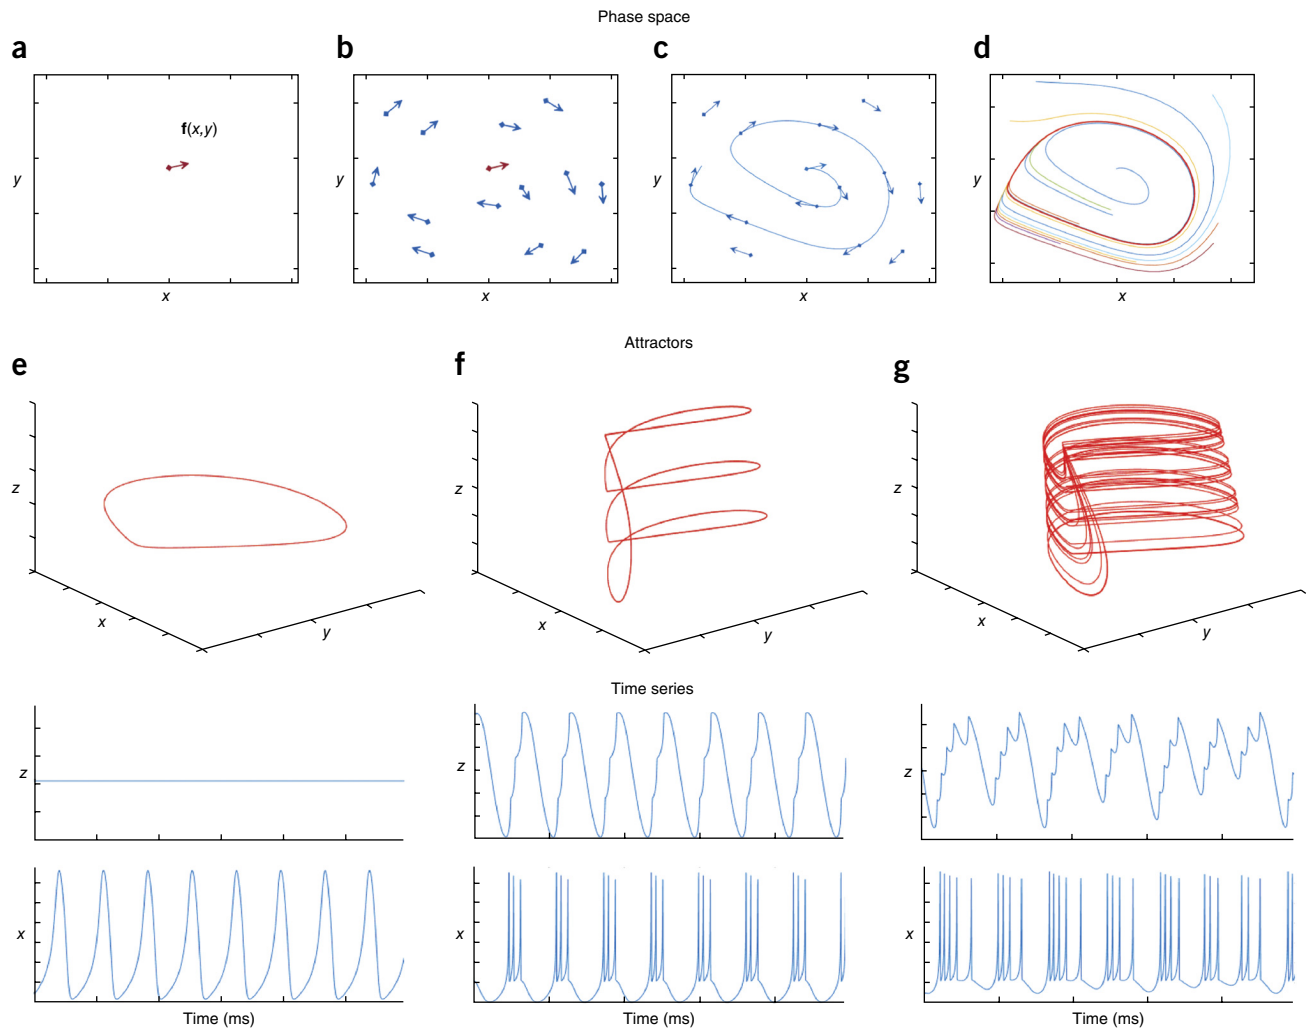 Phase space
a b c d
f(x,y)
y y y y
x x x x
Attractors
e f g
z z z
x y x y x y
Time series
z z z
x x x
Time (ms) Time (ms) Time (ms)